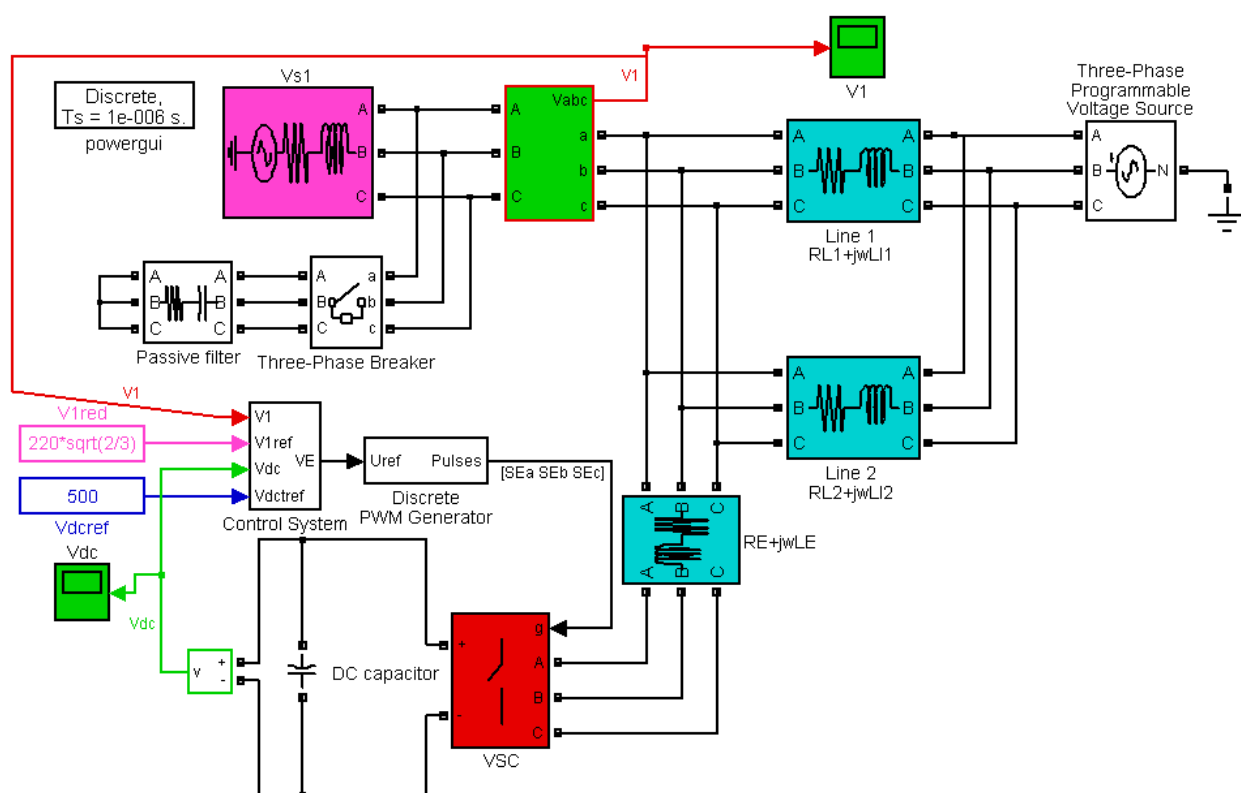 V1
V1
Vs1
Three-Phase
Programmable
Voltage Source
Discrete,
Ts = 1e-006 s.
powergui
A
B
C
A
B
C
Vabc
a
b
c
A
B
C
A
B
C
A
B
C
N
Line 1
RL1+jwLl1
A
B
C
A
B
C
Passive filter
A
B
C
a
b
c
Three-Phase Breaker
A
B
C
A
B
C
Line 2
RL2+jwLl2
V1
V1red
220*sqrt(2/3)
500
Vdcref
V1
V1ref
Vdc
Vdctref
VE
Control System
Uref
Pulses
Discrete
PWM Generator
[SEa SEb SEc]
A
B
C
A
B
C
RE+jwLE
Vdc
Vdc
v
+
-
DC capacitor
+
-
g
A
B
C
VSC